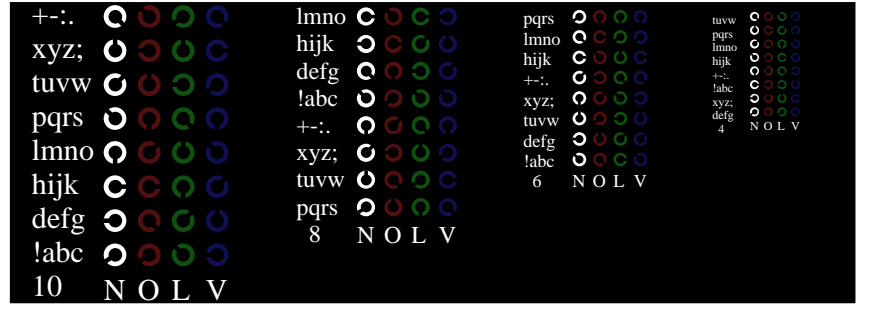 +-:.
xyz;
tuvw
pqrs
lmno
hijk
defg
!abc
10 N O L V
lmno
hijk
defg
!abc
+-:.
xyz;
tuvw
pqrs
8 N O L V
pqrs
lmno
hijk
+-:.
xyz;
tuvw
defg
!abc
6 N O L V
tuvw
pqrs
lmno
hijk
+-:.
!abc
xyz;
defg
4 N O L V